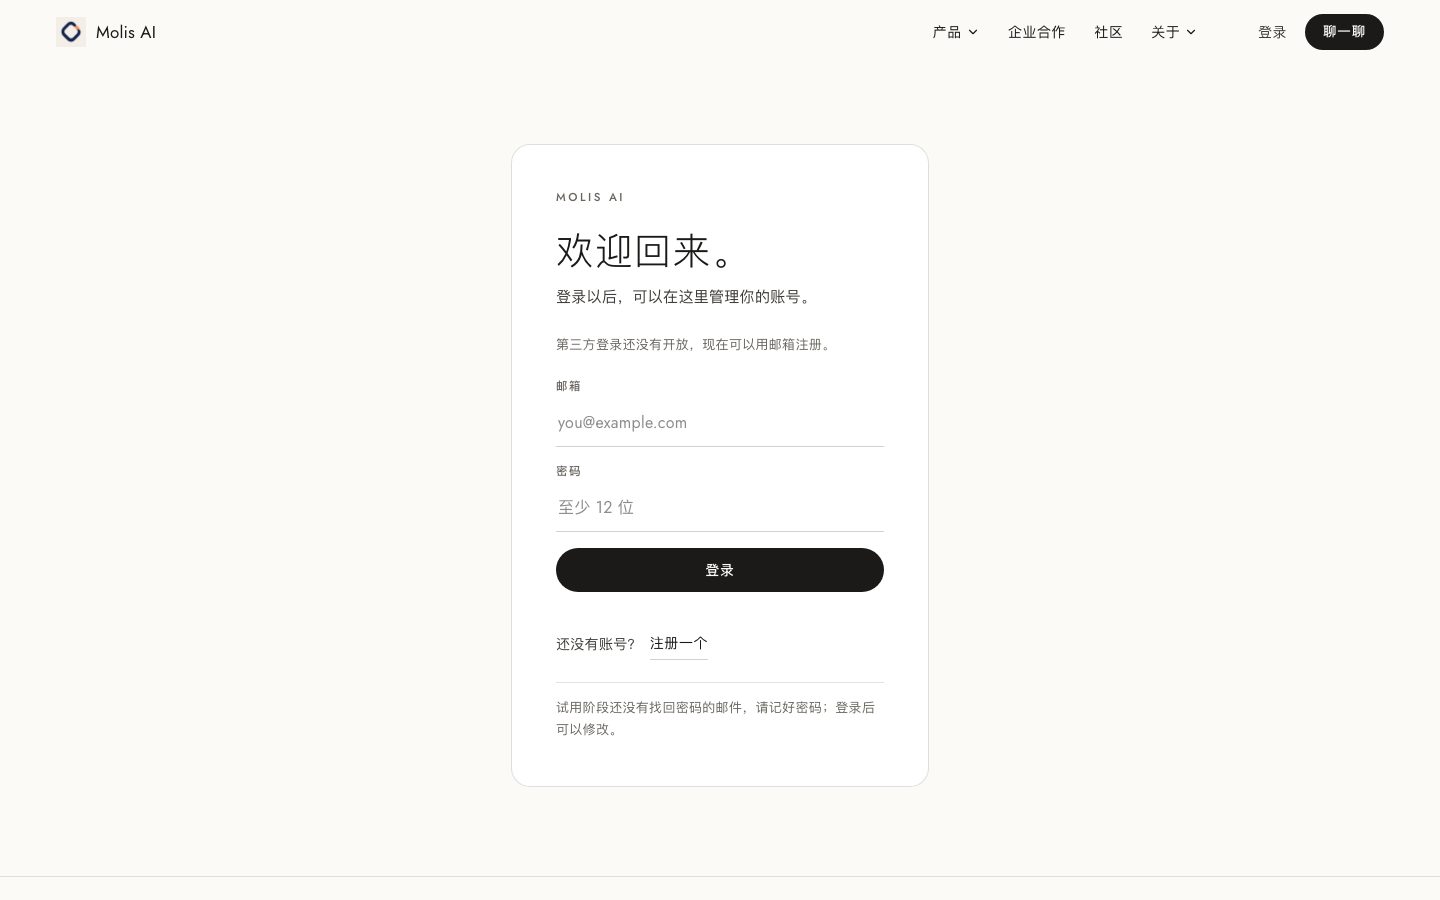 Molis AI
产品
企业合作
社区
关于
登录
聊一聊
MOLIS AI
欢迎回来。
登录以后，可以在这里管理你的账号。
第三方登录还没有开放，现在可以用邮箱注册。
邮箱
you@example.com
密码
至少 12 位
登录
还没有账号？ 注册一个
试用阶段还没有找回密码的邮件，请记好密码；登录后
可以修改。